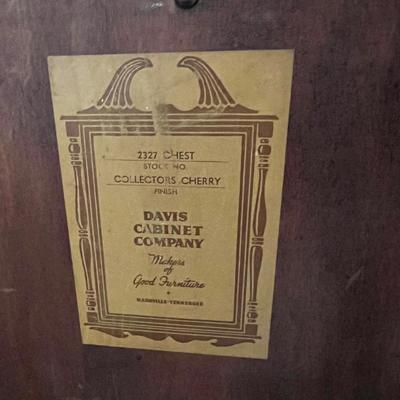 2327 CHEST
STOCK NO.
COLLECTORS CHERRY
FINISH
DAVIS
CABINET
COMPANY
Makers
of
Good Furniture
NASHVILLE-TENNESSEE